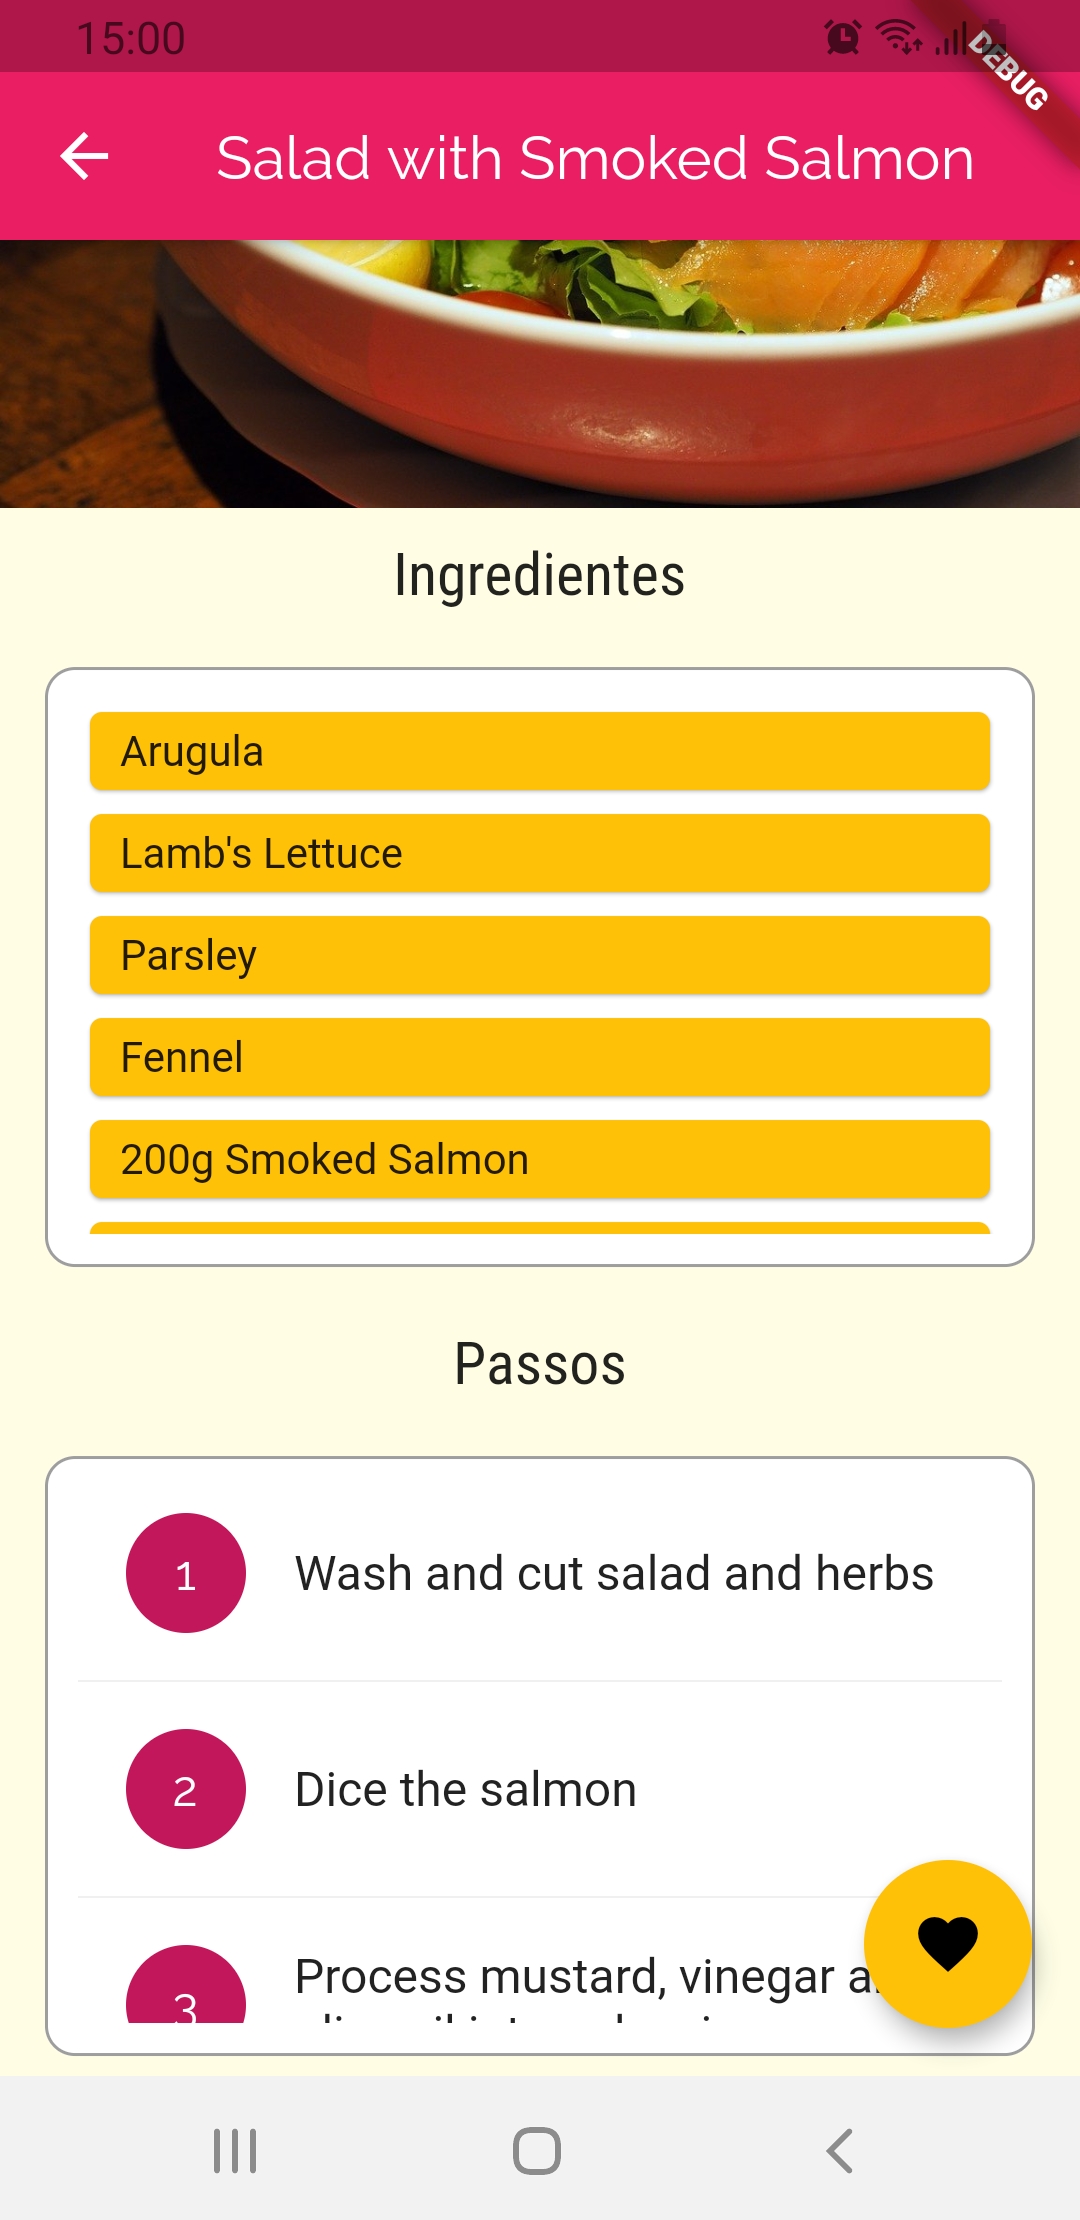 15:00
DEBUG
Salad with Smoked Salmon
Ingredientes
Arugula
Lamb's Lettuce
Parsley
Fennel
200g Smoked Salmon
Passos
1 Wash and cut salad and herbs
2 Dice the salmon
3 Process mustard, vinegar